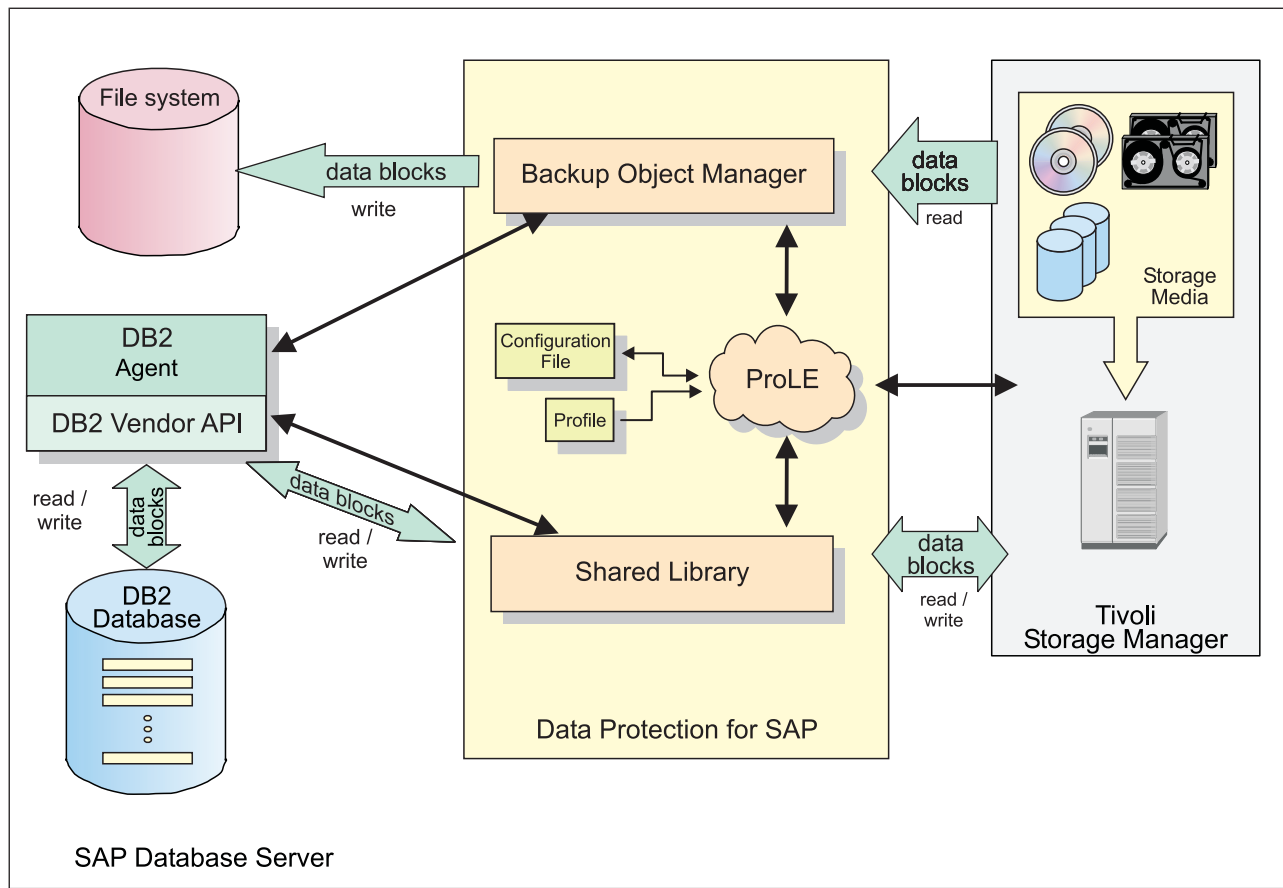 File system
data blocks
write
Backup Object Manager
data
blocks
read
Storage
Media
DB2
Agent
DB2 Vendor API
Configuration
File
Profile
ProLE
read /
write
data
blocks
data blocks
read /
write
Shared Library
data
blocks
read /
write
DB2
Database
Tivoli
Storage Manager
Data Protection for SAP
SAP Database Server